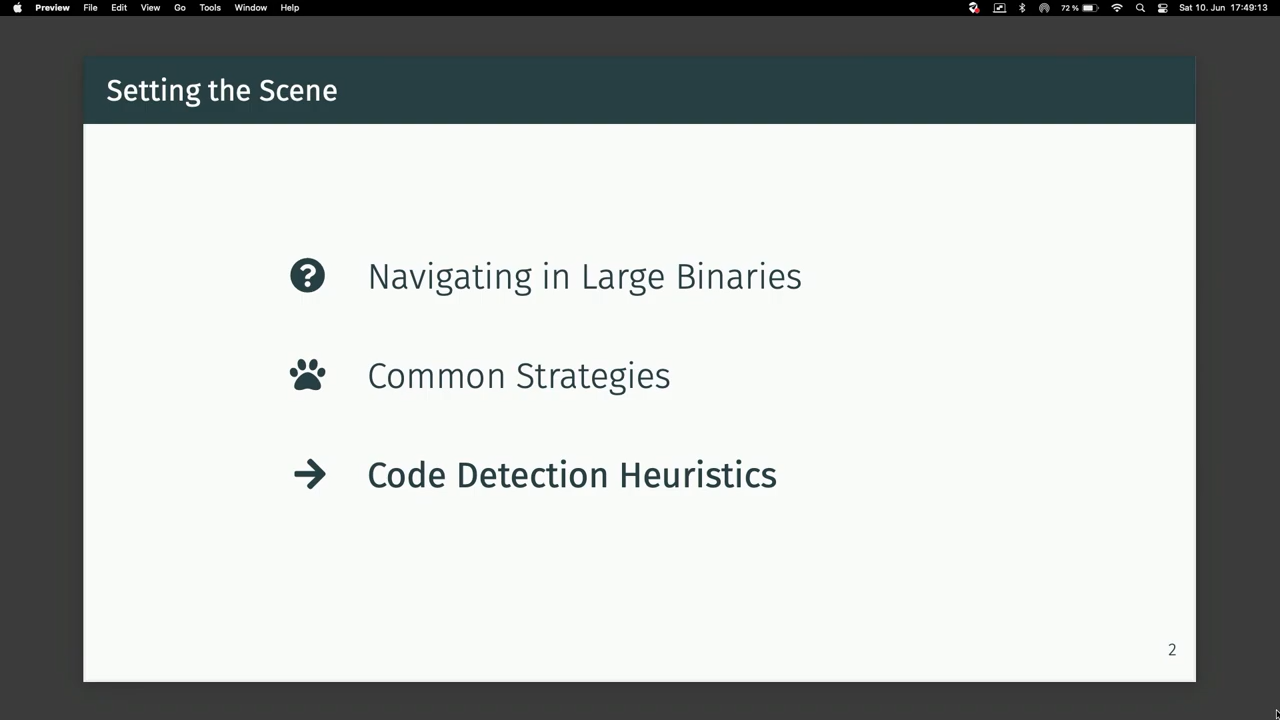 Preview File Edit View Go Tools Window Help 72 % Sat 10. Jun 17:49:13
Setting the Scene
Navigating in Large Binaries
Common Strategies
Code Detection Heuristics
2